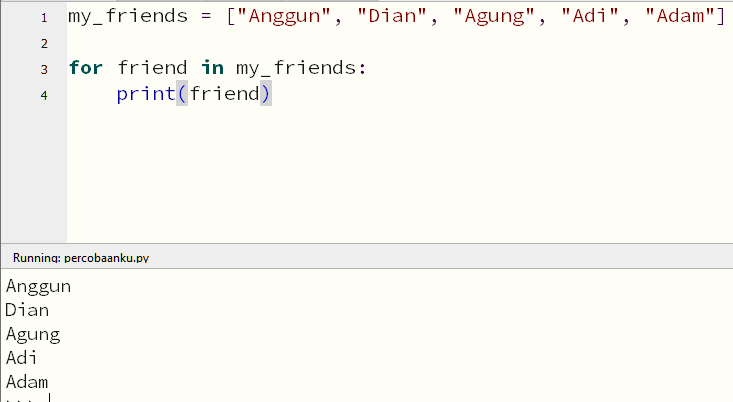 1 my_friends = ["Anggun", "Dian", "Agung", "Adi", "Adam"]
2
3 for friend in my_friends:
4     print(friend)
Running: percobaanku.py
Anggun
Dian
Agung
Adi
Adam